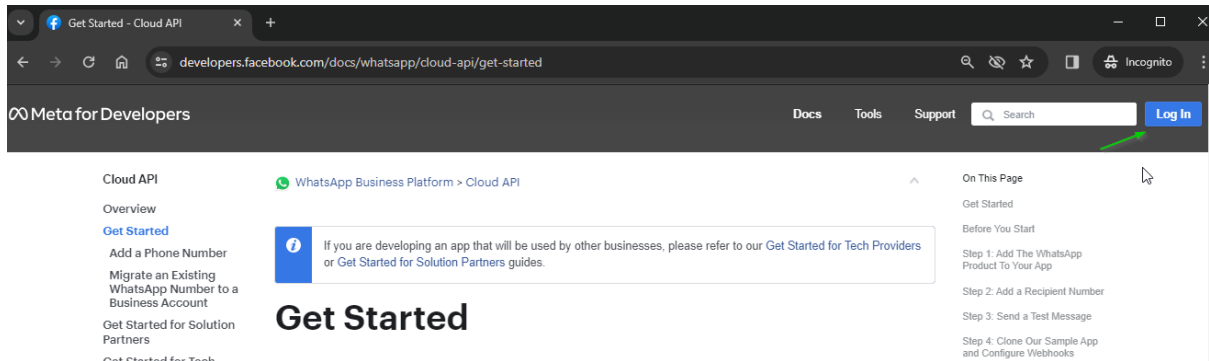 Get Started - Cloud API
developers.facebook.com/docs/whatsapp/cloud-api/get-started
Incognito
Meta for Developers
Docs
Tools
Support
Search
Log In
Cloud API
Overview
Get Started
Add a Phone Number
Migrate an Existing
WhatsApp Number to a
Business Account
Get Started for Solution
Partners
Get Started for Tech
WhatsApp Business Platform > Cloud API
If you are developing an app that will be used by other businesses, please refer to our Get Started for Tech Providers
or Get Started for Solution Partners guides.
Get Started
On This Page
Get Started
Before You Start
Step 1: Add The WhatsApp
Product To Your App
Step 2: Add a Recipient Number
Step 3: Send a Test Message
Step 4: Clone Our Sample App
and Configure Webhooks